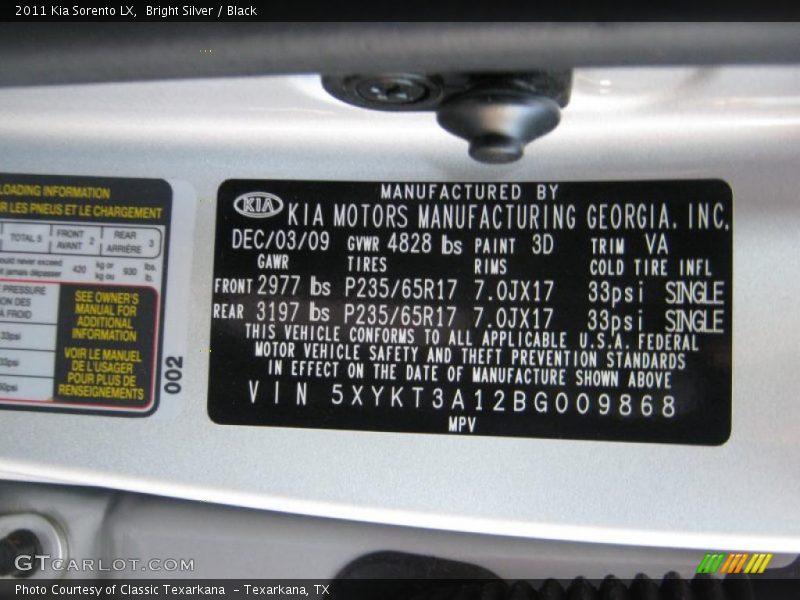 2011 Kia Sorento LX,  Bright Silver / Black
LOADING INFORMATION
R LES PNEUS ET LE CHARGEMENT
TOTAL 5 FRONT AVANT 2 REAR ARRIÈRE 3
ould never exceed
t jamais dépasser 420 kg or kg ou 930 lbs. lb.
PRESSURE
ION DES
À FROID
33psi
33psi
60psi
SEE OWNER'S
MANUAL FOR
ADDITIONAL
INFORMATION
VOIR LE MANUEL
DE L'USAGER
POUR PLUS DE
RENSEIGNEMENTS
002
MANUFACTURED BY
KIA KIA MOTORS MANUFACTURING GEORGIA, INC.
DEC/03/09 GVWR 4828 lbs PAINT 3D TRIM VA
GAWR TIRES RIMS COLD TIRE INFL
FRONT 2977 lbs P235/65R17 7.0JX17 33psi SINGLE
REAR 3197 lbs P235/65R17 7.0JX17 33psi SINGLE
THIS VEHICLE CONFORMS TO ALL APPLICABLE U.S.A. FEDERAL
MOTOR VEHICLE SAFETY AND THEFT PREVENTION STANDARDS
IN EFFECT ON THE DATE OF MANUFACTURE SHOWN ABOVE
VIN 5XYKT3A12BG009868
MPV
GTCARLOT.COM
Photo Courtesy of Classic Texarkana  - Texarkana, TX